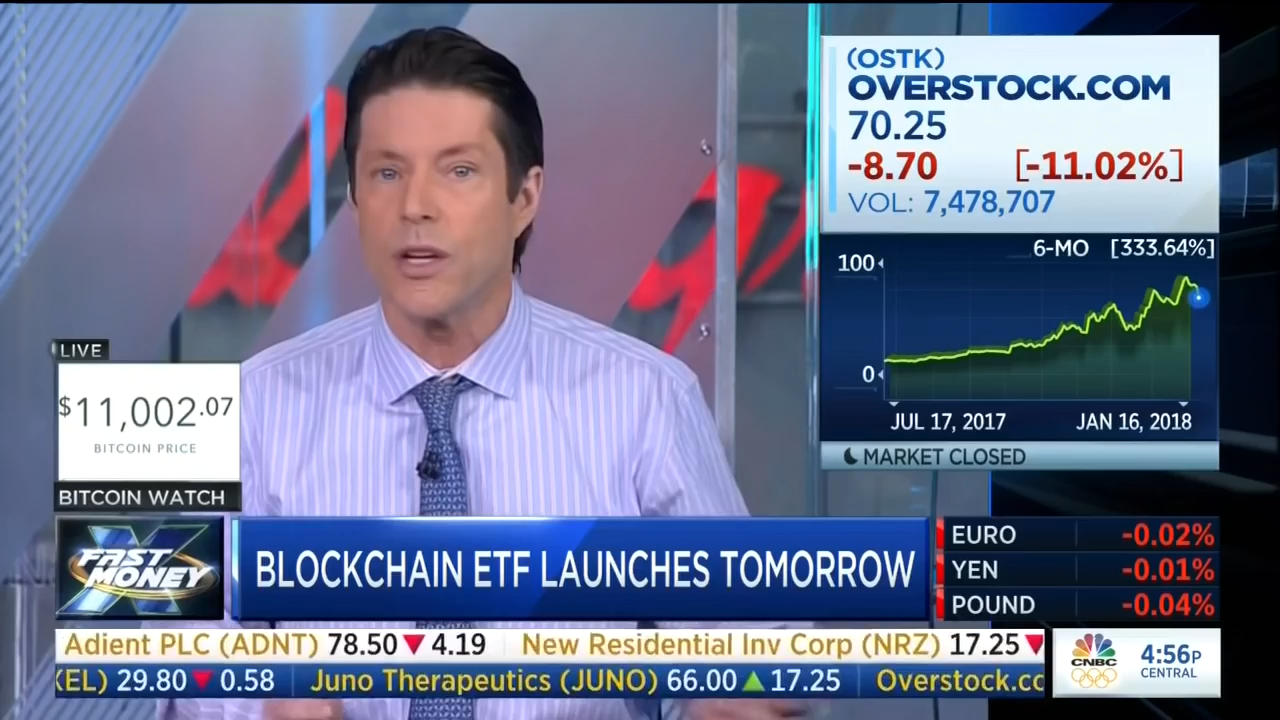 (OSTK)
OVERSTOCK.COM
70.25
-8.70 [-11.02%]
VOL: 7,478,707
6-MO [333.64%]
100
0
JUL 17, 2017 JAN 16, 2018
MARKET CLOSED
LIVE
$11,002.07
BITCOIN PRICE
BITCOIN WATCH
FAST
MONEY
BLOCKCHAIN ETF LAUNCHES TOMORROW
EURO -0.02%
YEN -0.01%
POUND -0.04%
Adient PLC (ADNT) 78.50 ▼ 4.19 New Residential Inv Corp (NRZ) 17.25 ▼
KEL) 29.80 ▼ 0.58 Juno Therapeutics (JUNO) 66.00 ▲ 17.25 Overstock.cc
CNBC
4:56P
CENTRAL